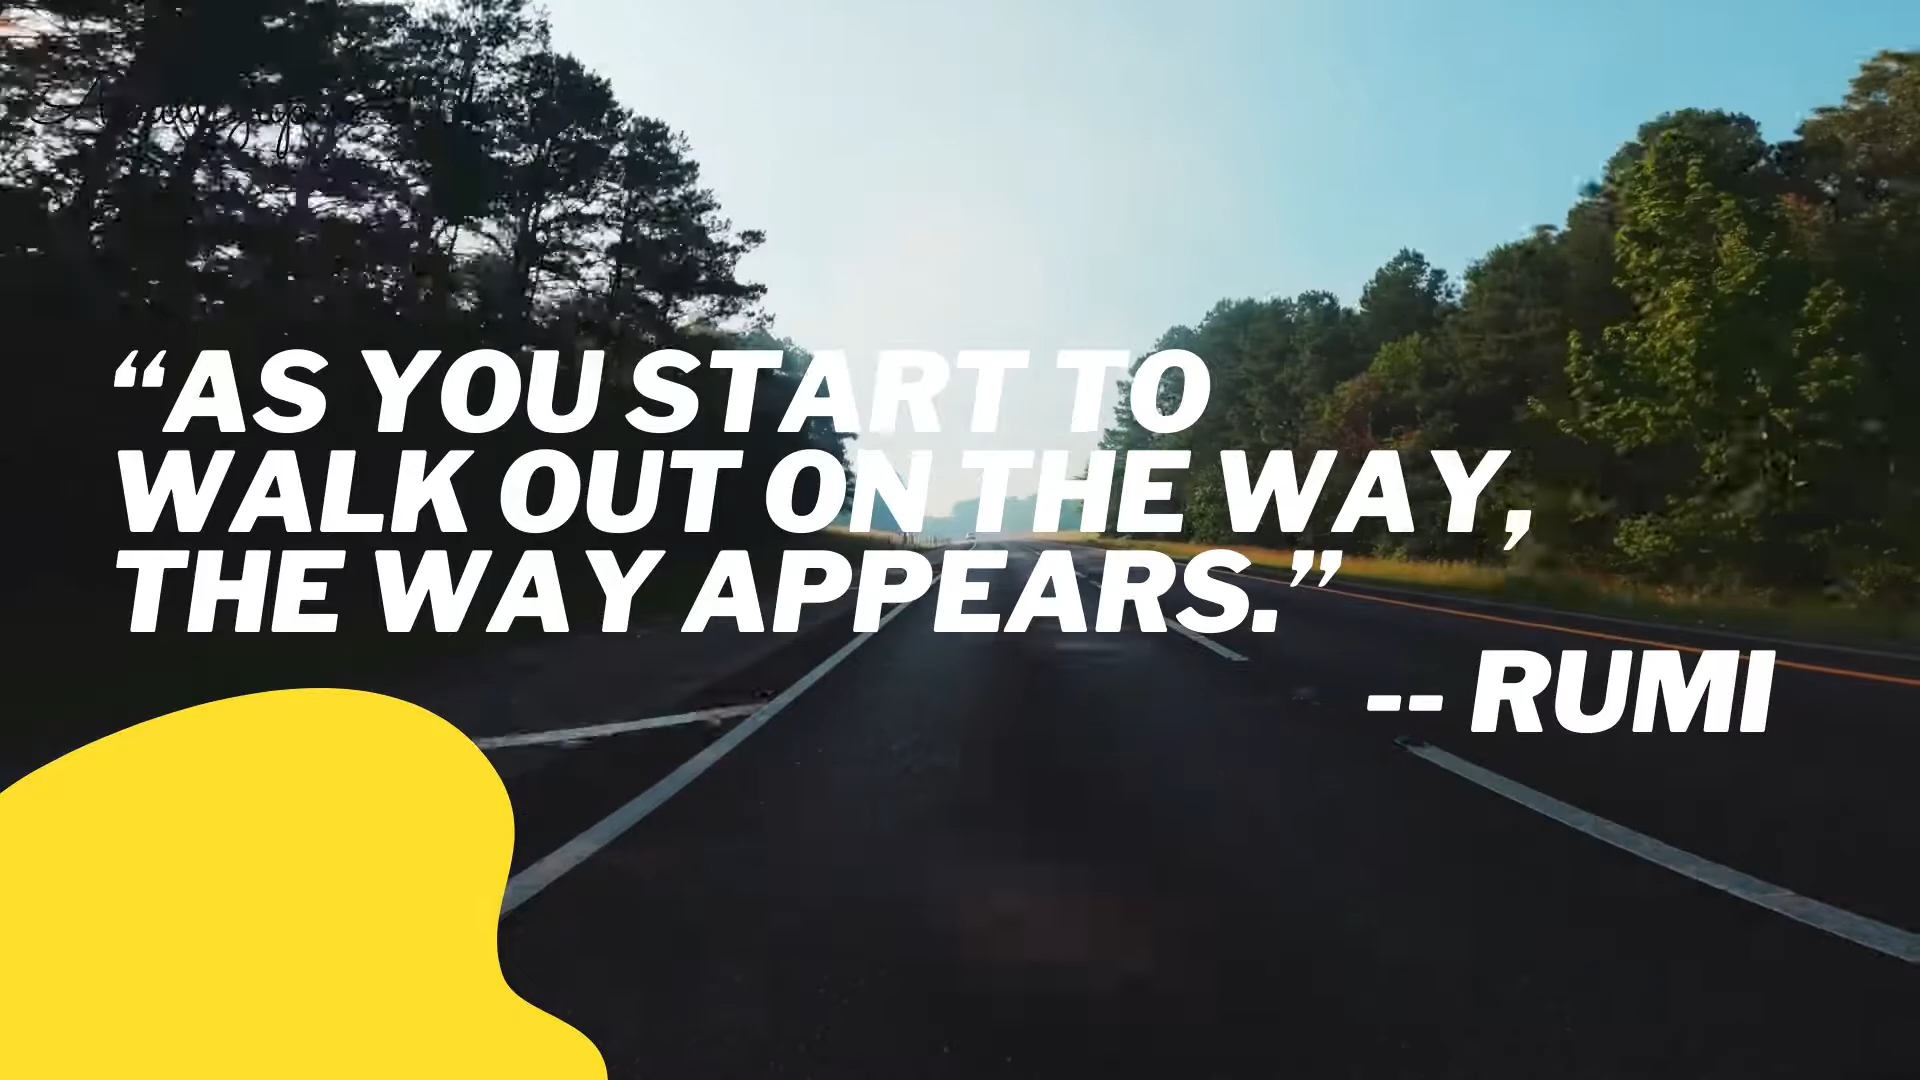 “AS YOU START TO
WALK OUT ON THE WAY,
THE WAY APPEARS.”
-- RUMI